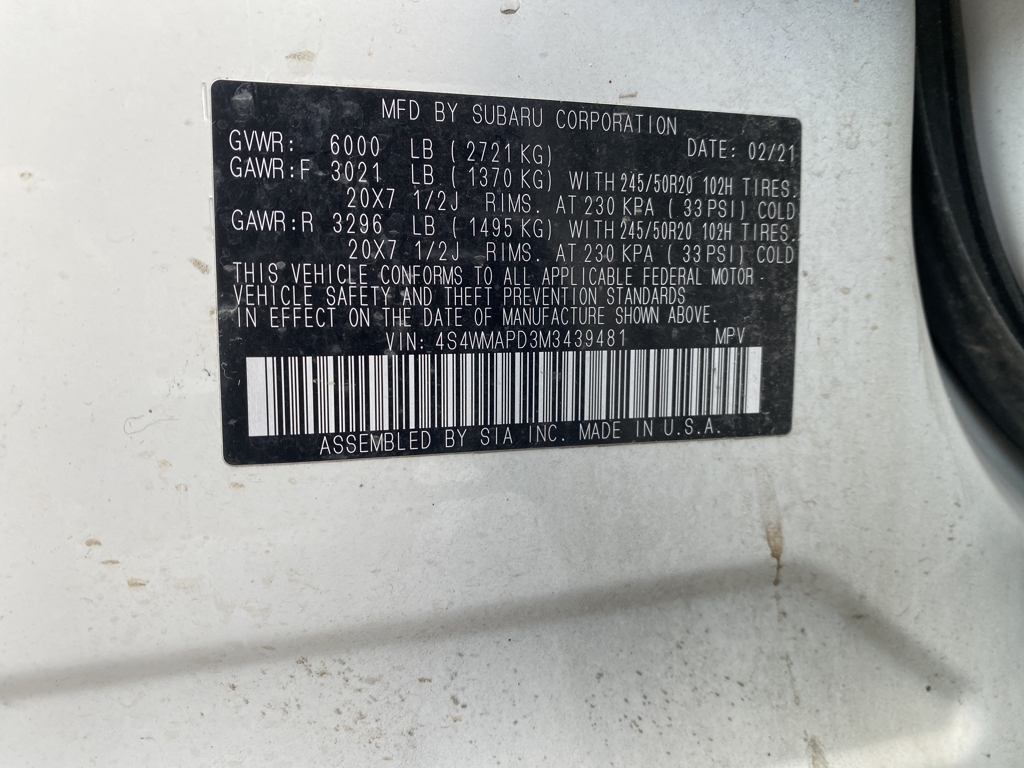 MFD BY SUBARU CORPORATION
GVWR: 6000 LB (2721 KG) DATE: 02/21
GAWR:F 3021 LB (1370 KG) WITH 245/50R20 102H TIRES.
20X7 1/2J RIMS. AT 230 KPA (33 PSI) COLD
GAWR:R 3296 LB (1495 KG) WITH 245/50R20 102H TIRES.
20X7 1/2J RIMS. AT 230 KPA (33 PSI) COLD
THIS VEHICLE CONFORMS TO ALL APPLICABLE FEDERAL MOTOR
VEHICLE SAFETY AND THEFT PREVENTION STANDARDS
IN EFFECT ON THE DATE OF MANUFACTURE SHOWN ABOVE.
VIN: 4S4WMAPD3M3439481 MPV
ASSEMBLED BY SIA INC. MADE IN U.S.A.